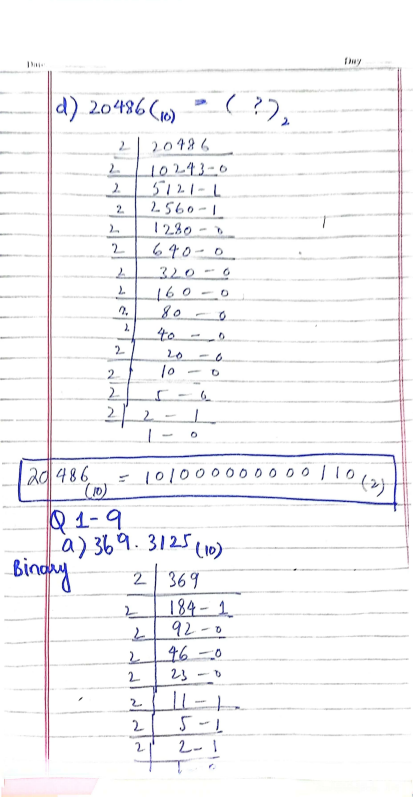 Date
Day
d) 20486(10) = ( ? )2
2 | 20486
2 | 10243-0
2 | 5121-1
2 | 2560-1
2 | 1280-0
2 | 640-0
2 | 320-0
2 | 160-0
2 | 80-0
2 | 40-0
2 | 20-0
2 | 10-0
2 | 5-0
2 | 2-1
1-0
20486(10) = 101000000000110(2)
Q 1-9
a) 369.3125(10)
Binary
2 | 369
2 | 184-1
2 | 92-0
2 | 46-0
2 | 23-0
2 | 11-1
2 | 5-1
2 | 2-1
1-0